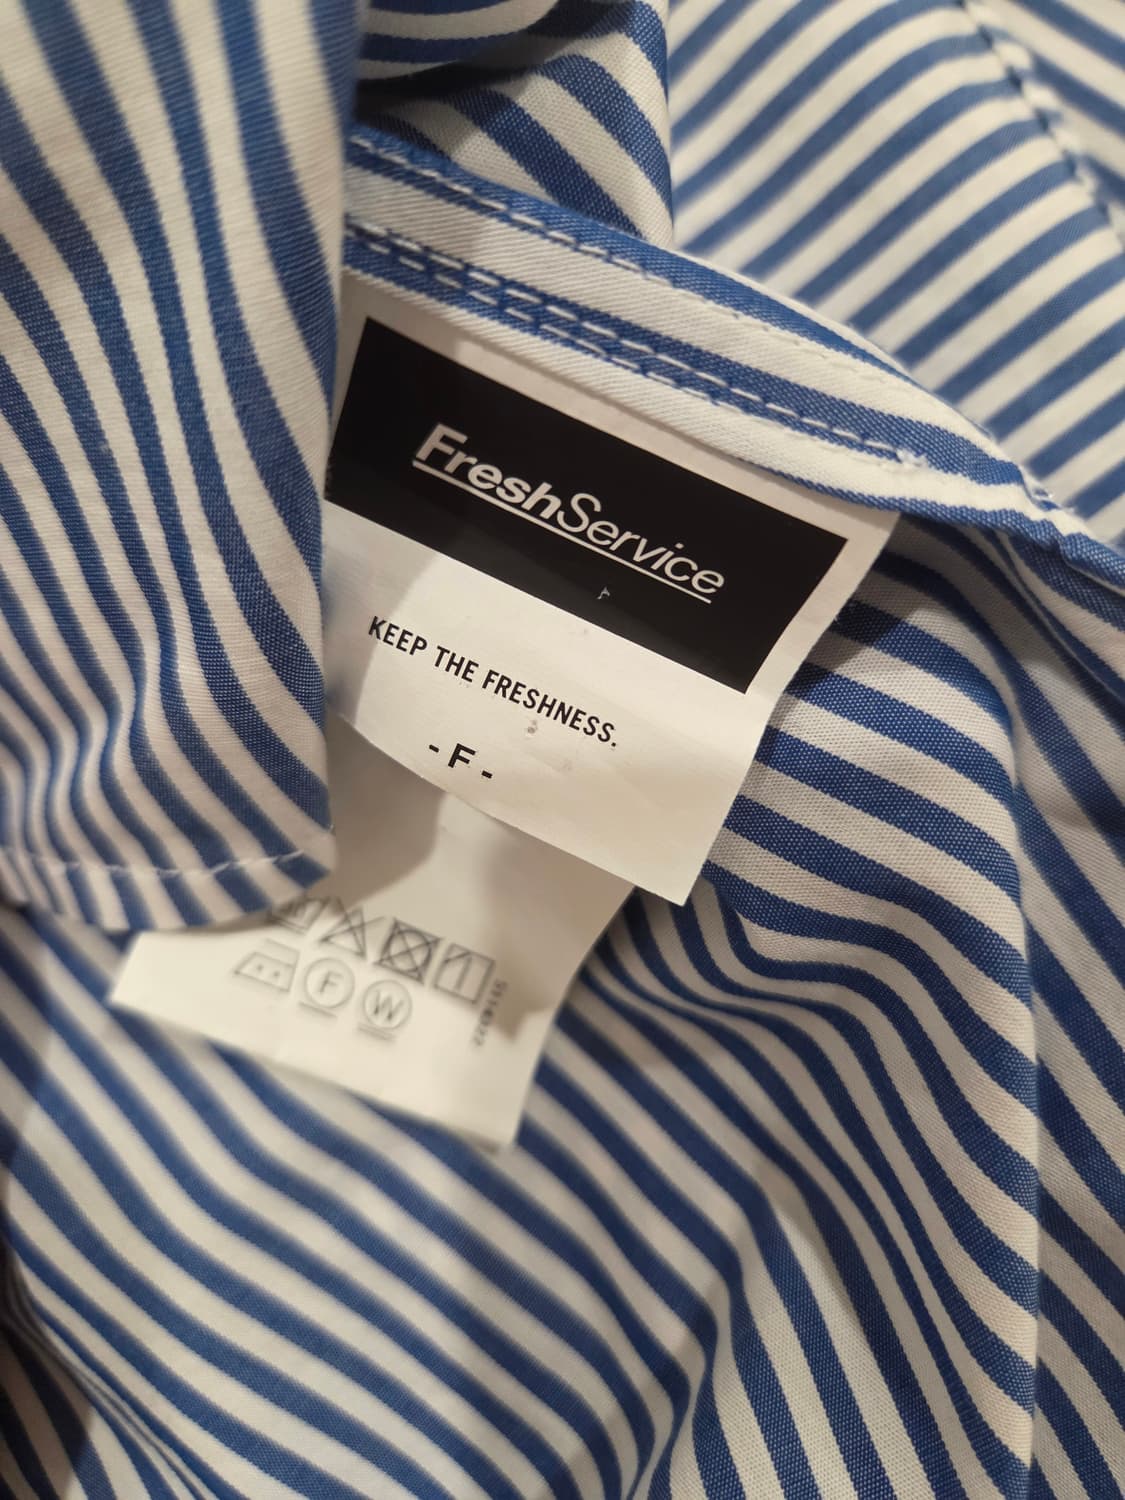 FreshService
KEEP THE FRESHNESS.
- F -
F
W